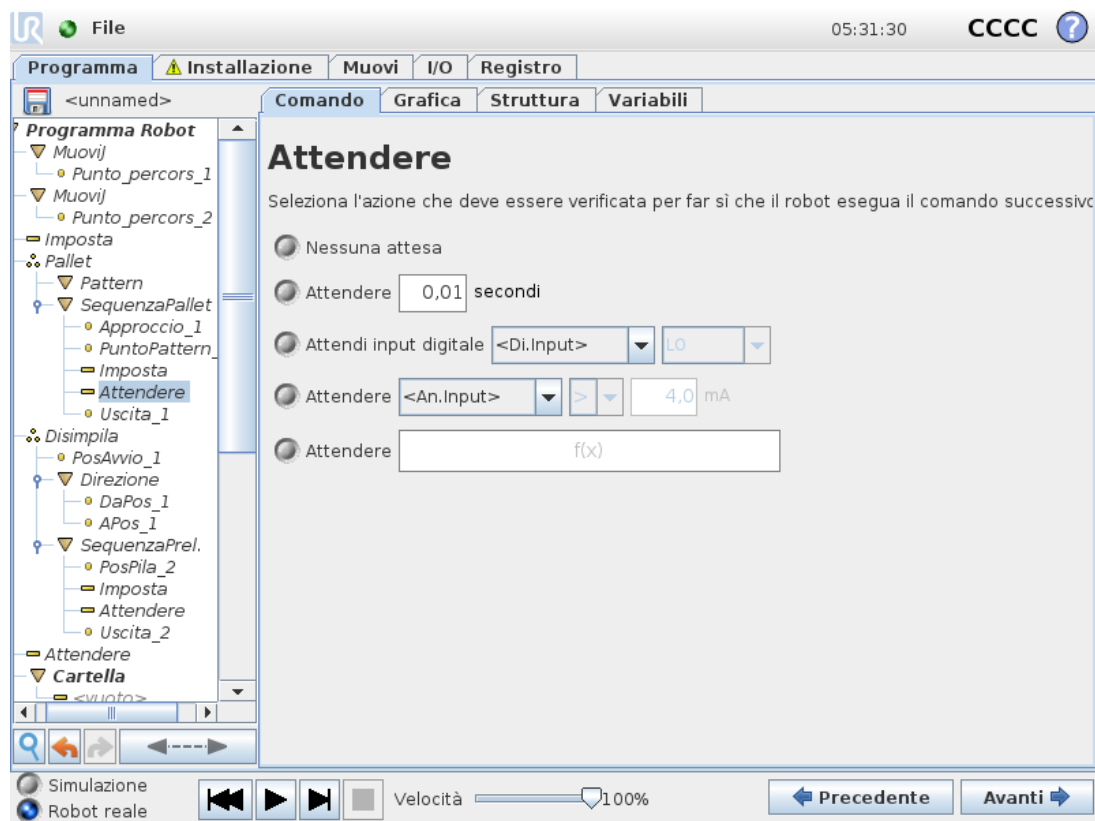 UR File 05:31:30 CCCC ?
Programma Installazione Muovi I/O Registro
<unnamed>
Comando Grafica Struttura Variabili
Programma Robot
MuoviJ
Punto_percors_1
MuoviJ
Punto_percors_2
Imposta
Pallet
Pattern
SequenzaPallet
Approccio_1
PuntoPattern_
Imposta
Attendere
Uscita_1
Disimpila
PosAvvio_1
Direzione
DaPos_1
APos_1
SequenzaPrel.
PosPila_2
Imposta
Attendere
Uscita_2
Attendere
Cartella
<vuoto>
Attendere
Seleziona l'azione che deve essere verificata per far sì che il robot esegua il comando successivo
Nessuna attesa
Attendere 0,01 secondi
Attendi input digitale <Di.Input> LO
Attendere <An.Input> > 4,0 mA
Attendere f(x)
Simulazione
Robot reale
Velocità 100%
Precedente Avanti